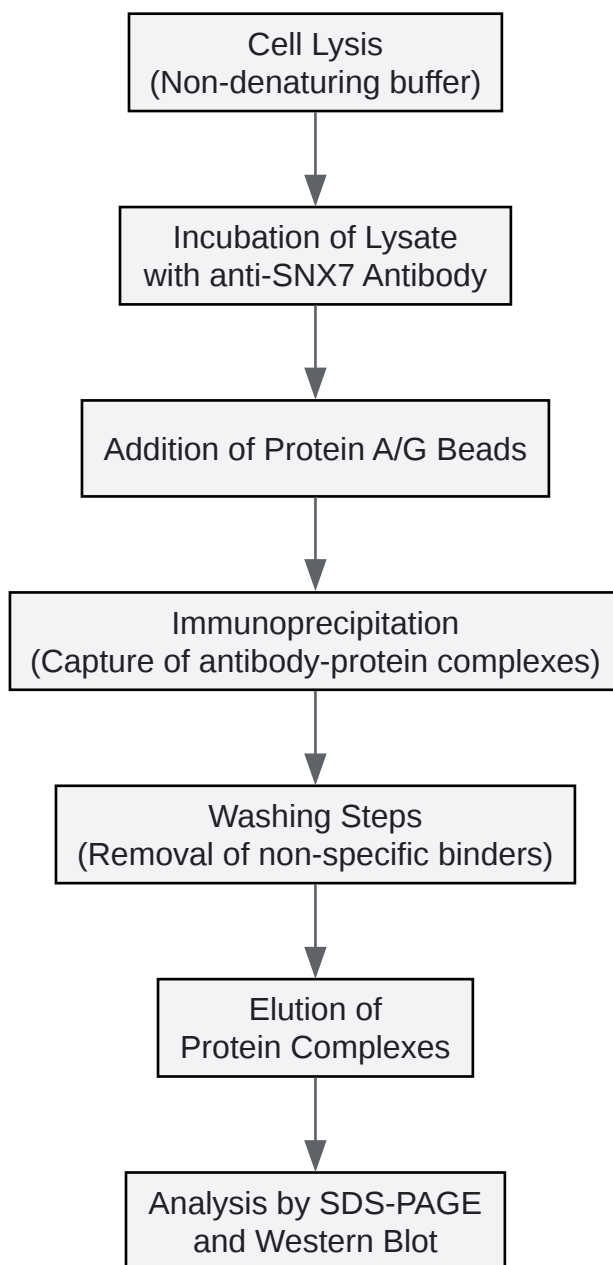 Cell Lysis
(Non-denaturing buffer)
Incubation of Lysate
with anti-SNX7 Antibody
Addition of Protein A/G Beads
Immunoprecipitation
(Capture of antibody-protein complexes)
Washing Steps
(Removal of non-specific binders)
Elution of
Protein Complexes
Analysis by SDS-PAGE
and Western Blot